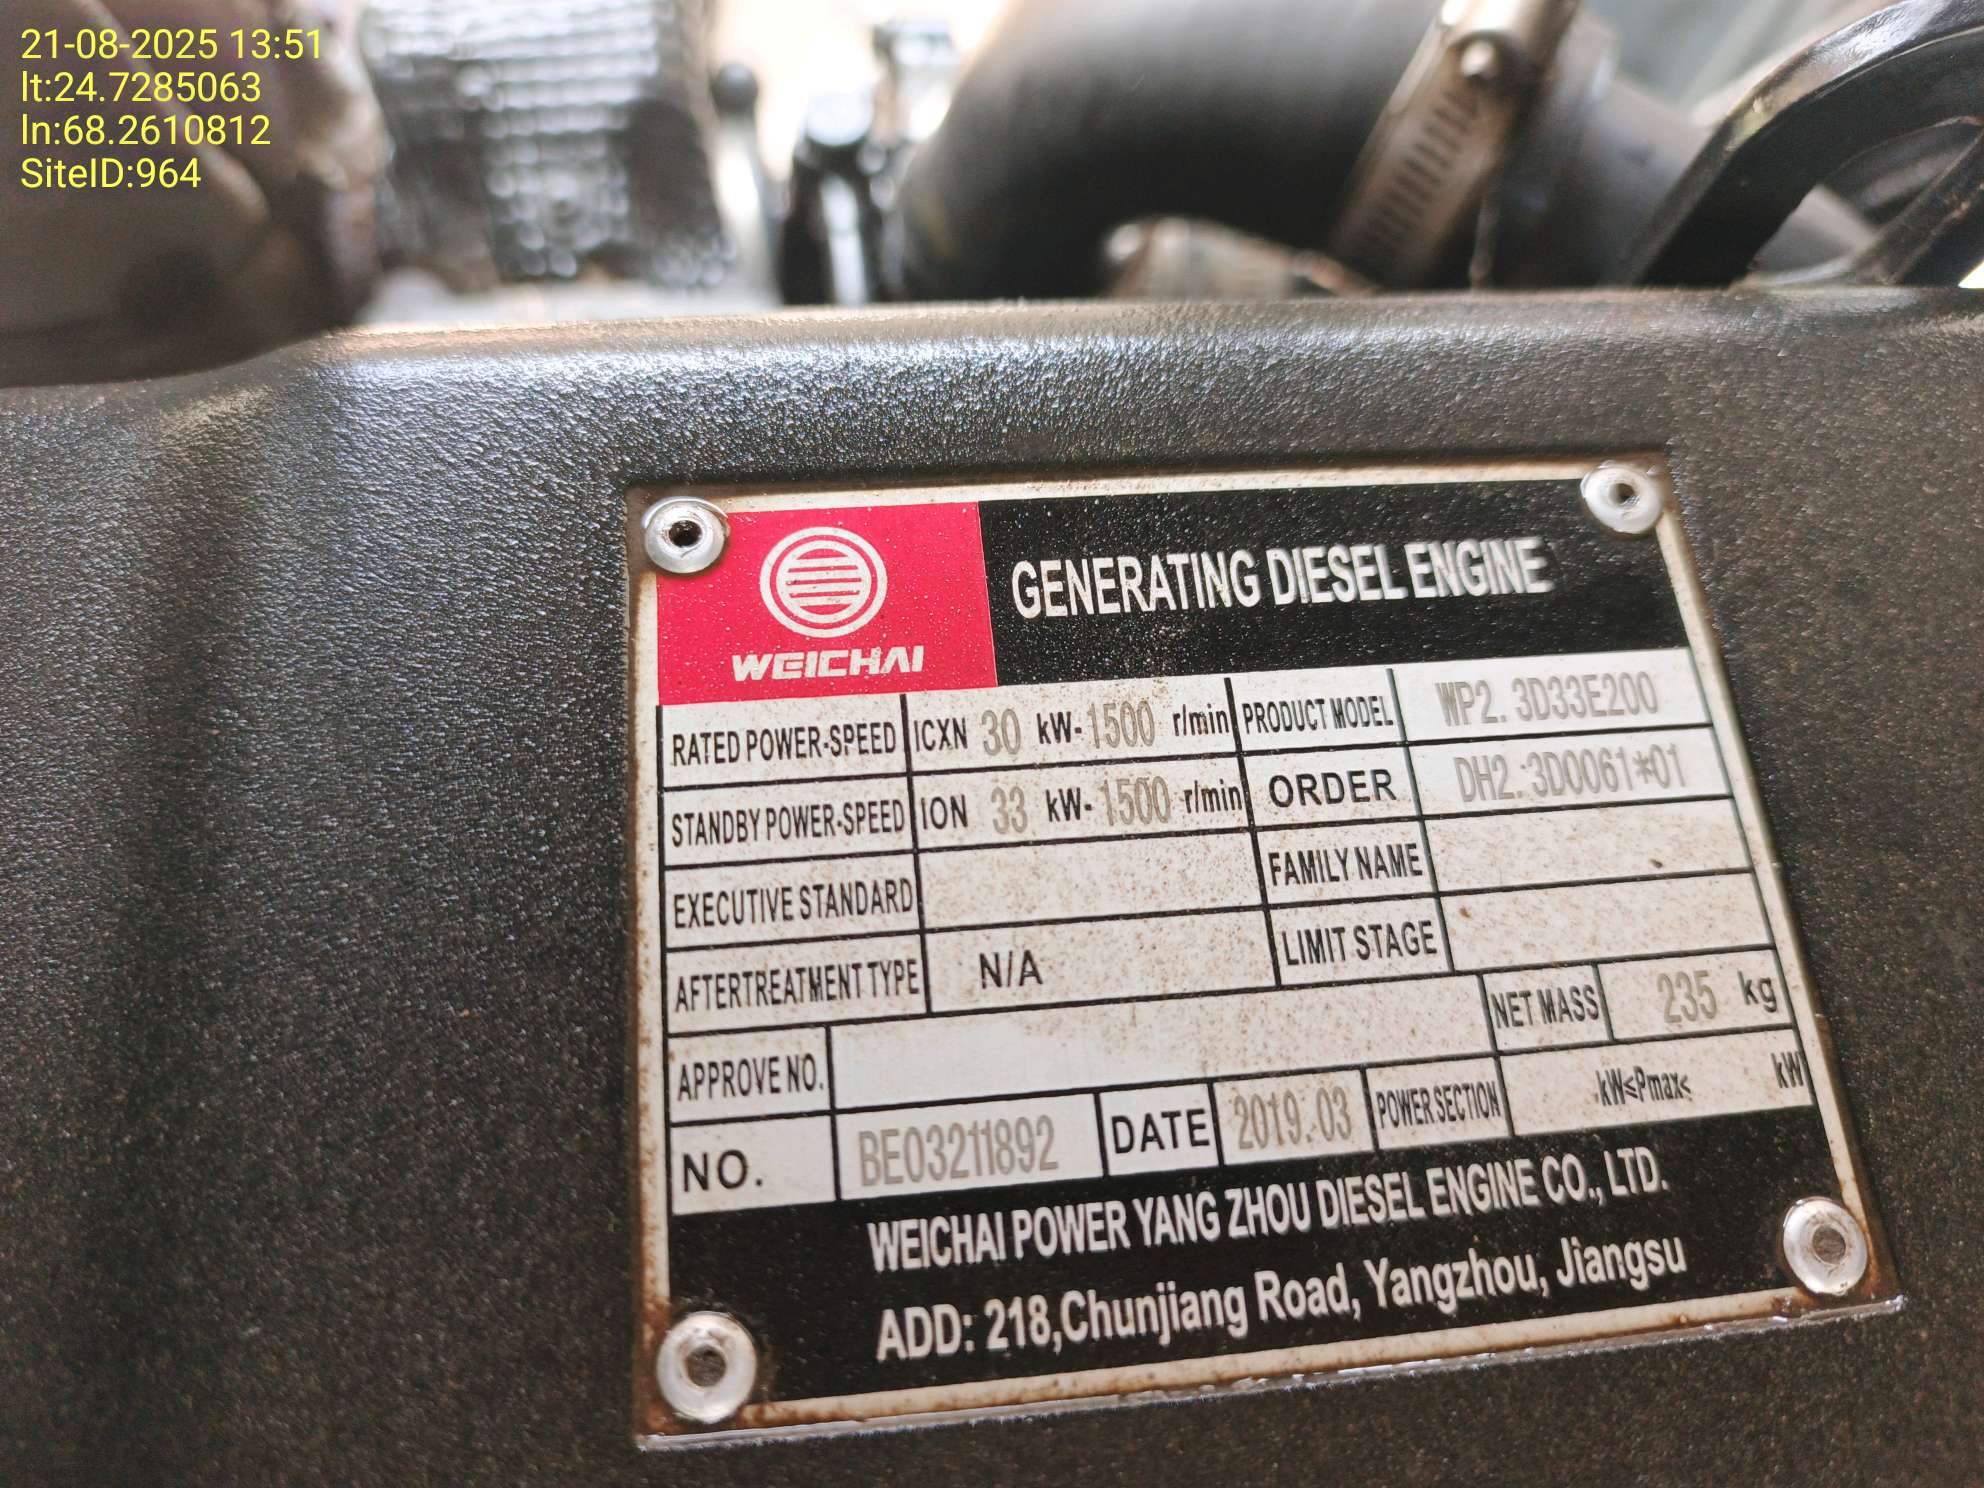 21-08-2025 13:51
lt:24.7285063
ln:68.2610812
SiteID:964
WEICHAI
GENERATING DIESEL ENGINE
RATED POWER-SPEED ICXN 30 kW-1500 r/min PRODUCT MODEL WP2.3D33E200
STANDBY POWER-SPEED ION 33 kW-1500 r/min ORDER DH2.3D0061*01
EXECUTIVE STANDARD FAMILY NAME
AFTERTREATMENT TYPE N/A LIMIT STAGE
APPROVE NO. NET MASS 235 kg
NO. BE03211892 DATE 2019.03 POWER SECTION kW≤Pmax< kW
WEICHAI POWER YANG ZHOU DIESEL ENGINE CO., LTD.
ADD: 218,Chunjiang Road, Yangzhou, Jiangsu